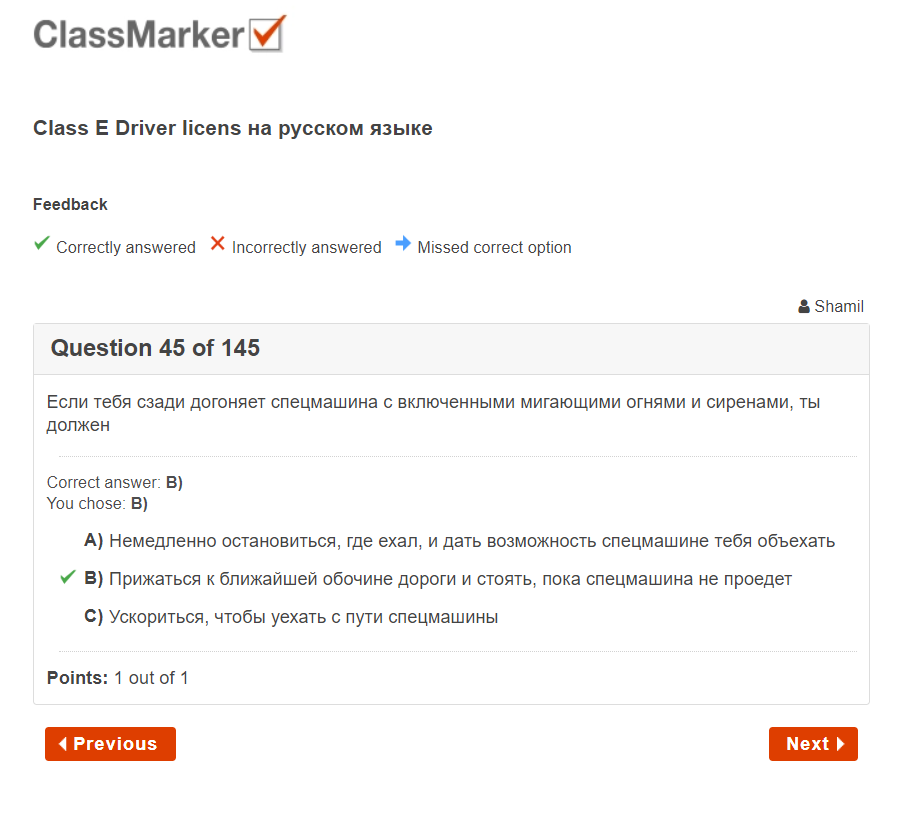 ClassMarker
Class E Driver licens на русском языке
Feedback
Correctly answered Incorrectly answered Missed correct option
Shamil
Question 45 of 145
Если тебя сзади догоняет спецмашина с включенными мигающими огнями и сиренами, ты
должен
Correct answer: B)
You chose: B)
A) Немедленно остановиться, где ехал, и дать возможность спецмашине тебя объехать
B) Прижаться к ближайшей обочине дороги и стоять, пока спецмашина не проедет
C) Ускориться, чтобы уехать с пути спецмашины
Points: 1 out of 1
Previous
Next